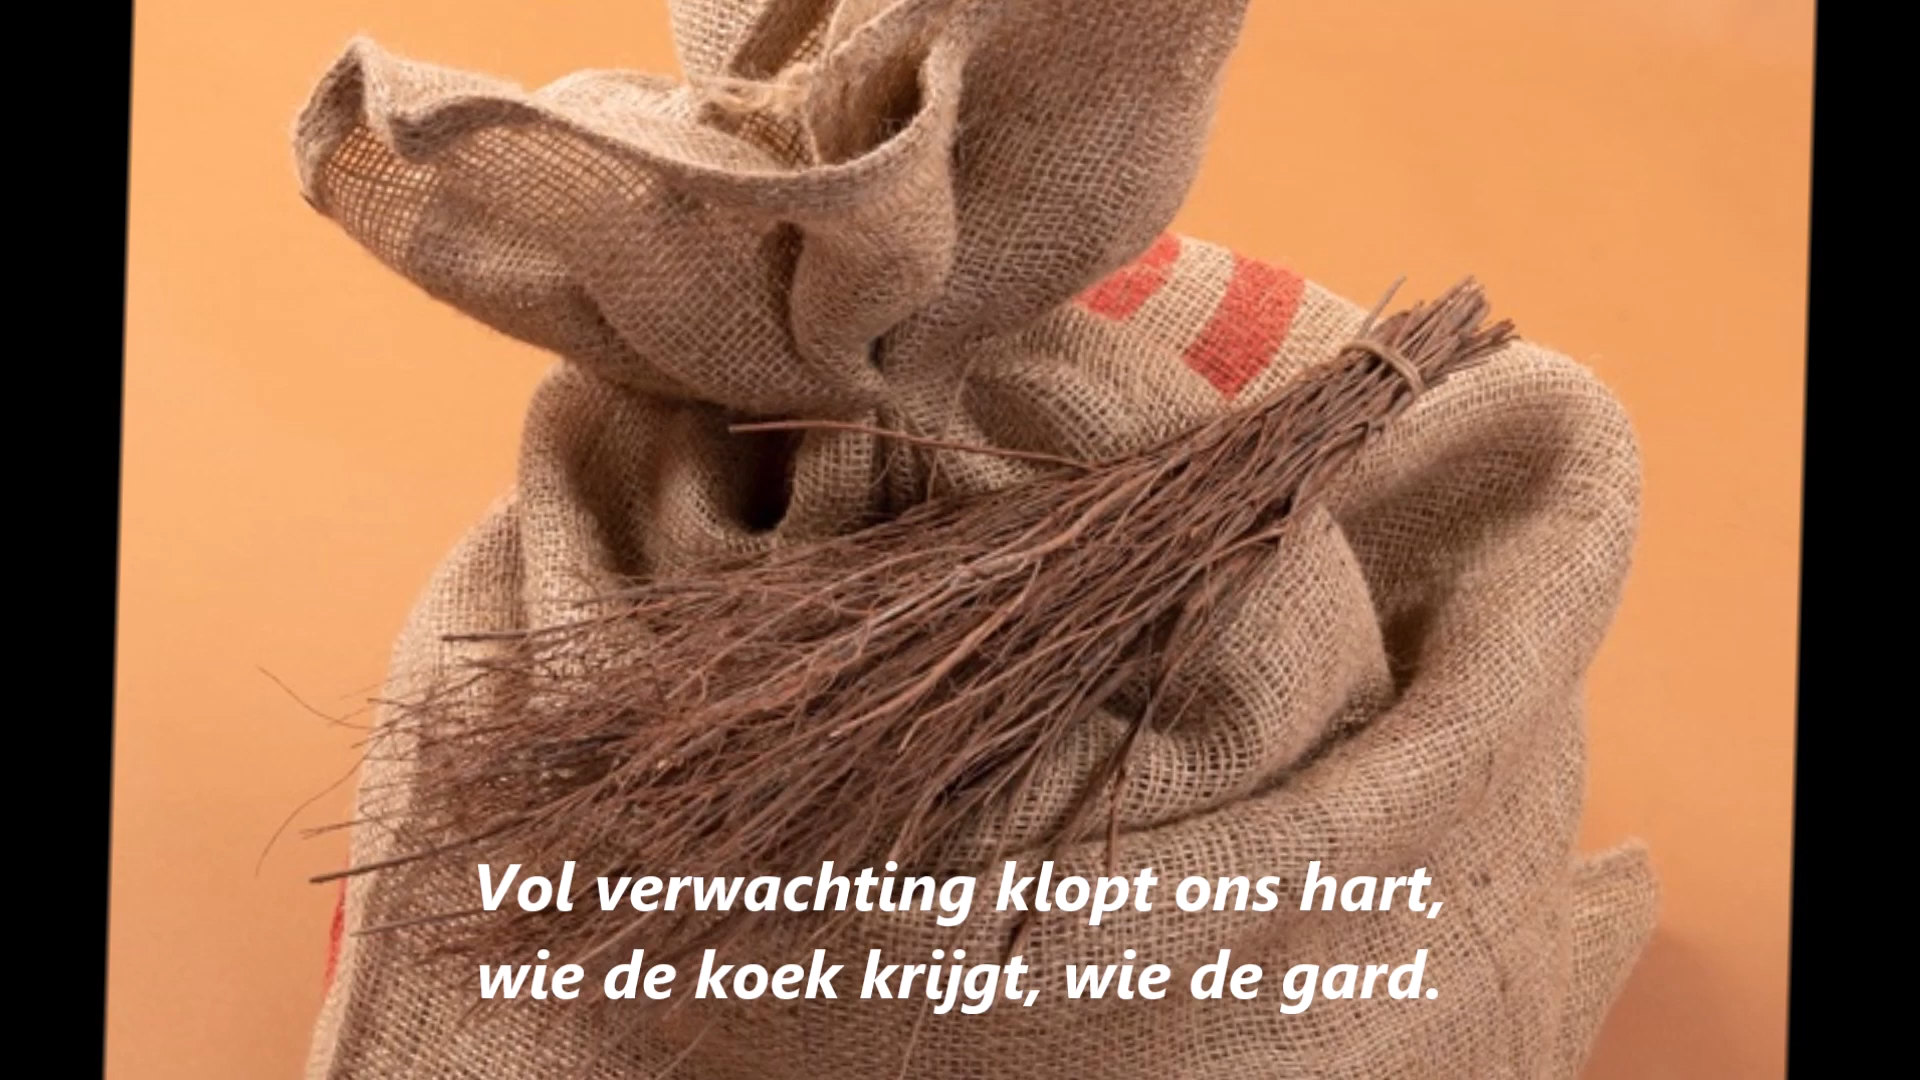 Vol verwachting klopt ons hart,
wie de koek krijgt, wie de gard.